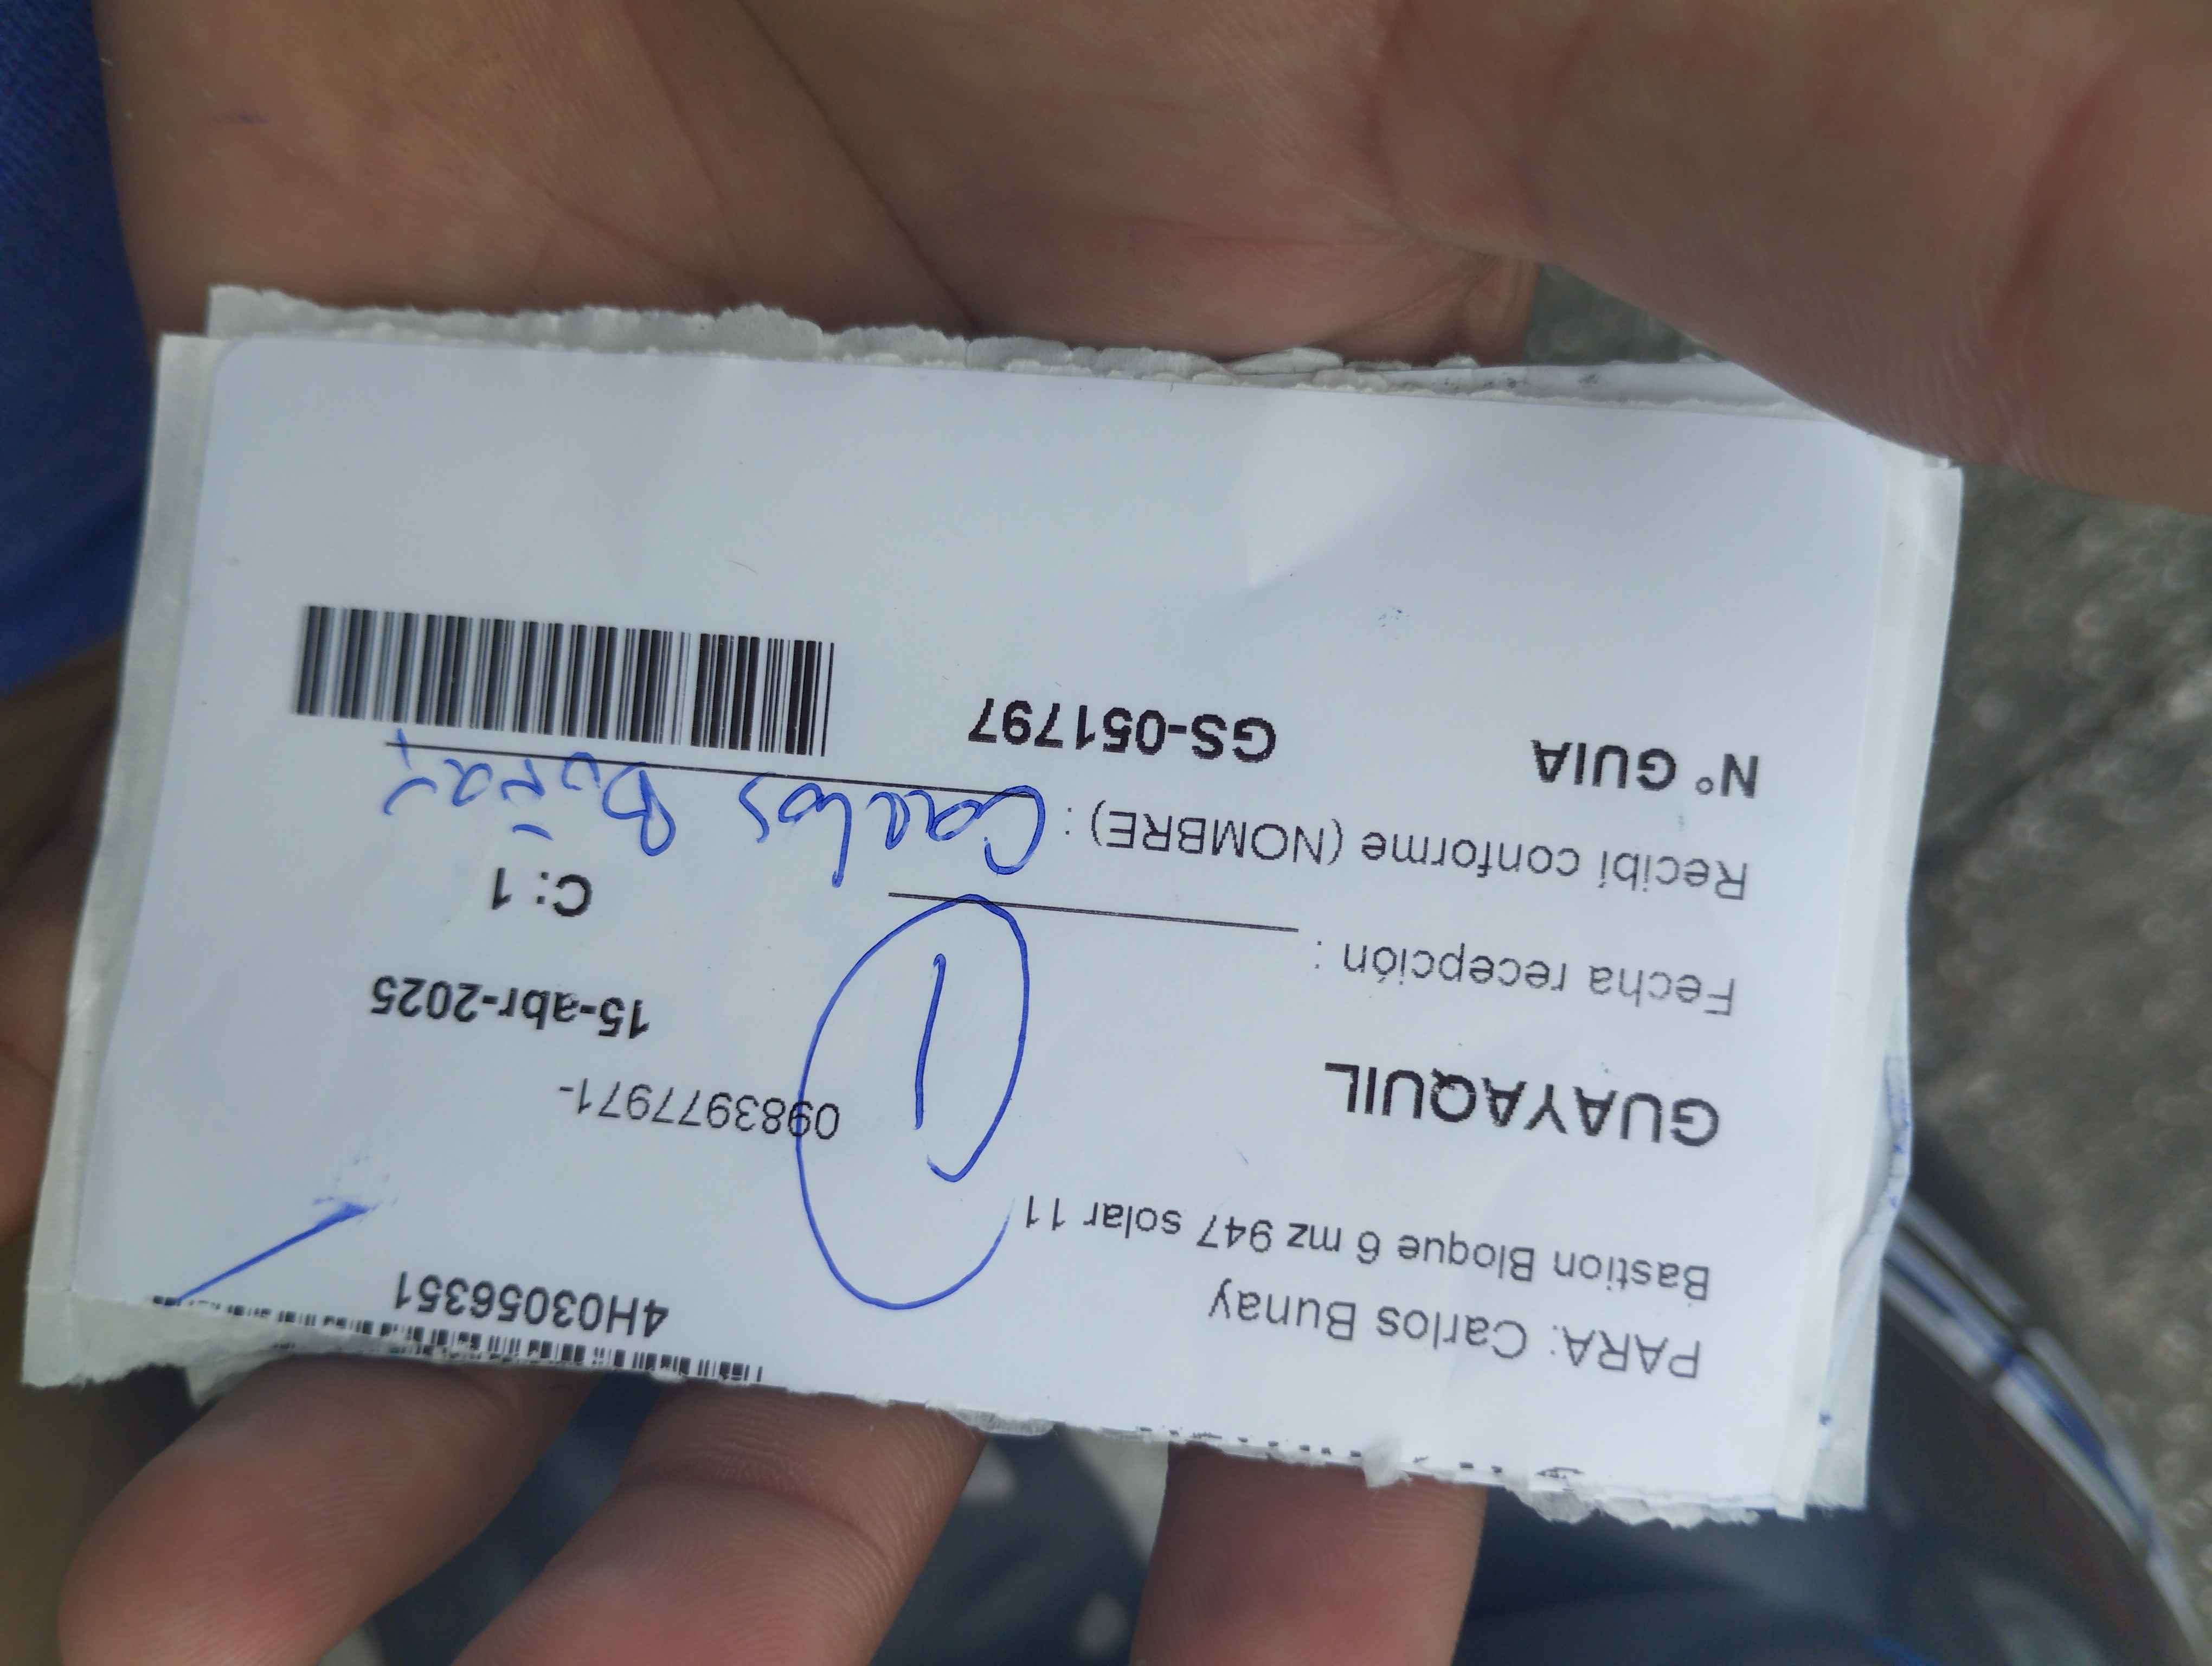 4H03056351
PARA: Carlos Bunay
Bastion Bloque 6 mz 947 solar 11
0983977971-
GUAYAQUIL
15-abr-2025
1
Fecha recepción :
C: 1
Recibí conforme (NOMBRE) : Carlos Buñay
N° GUIA GS-051797